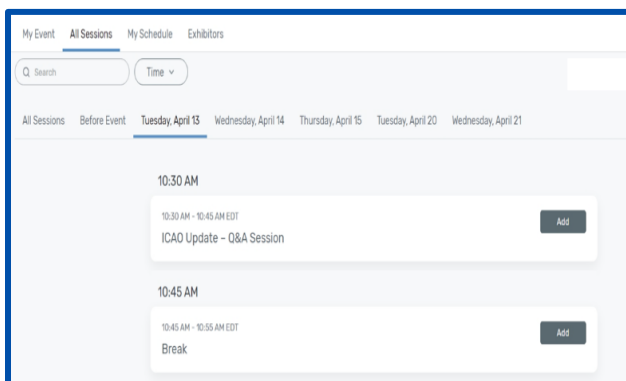 My Event All Sessions My Schedule Exhibitors
Search Time
All Sessions Before Event Tuesday, April 13 Wednesday, April 14 Thursday, April 15 Tuesday, April 20 Wednesday, April 21
10:30 AM
10:30 AM - 10:45 AM EDT
Add
ICAO Update – Q&A Session
10:45 AM
10:45 AM - 10:55 AM EDT
Add
Break